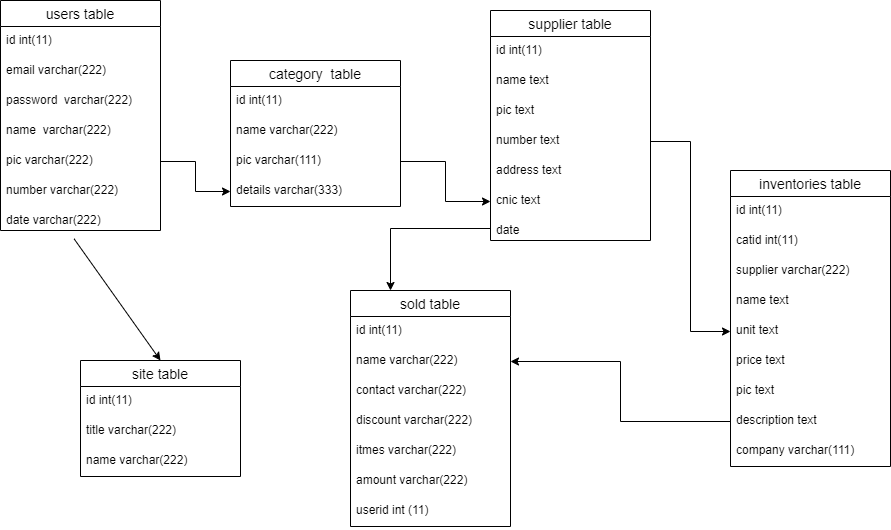 users table
id int(11)
email varchar(222)
password varchar(222)
name varchar(222)
pic varchar(222)
number varchar(222)
date varchar(222)
category table
id int(11)
name varchar(222)
pic varchar(111)
details varchar(333)
supplier table
id int(11)
name text
pic text
number text
address text
cnic text
date
inventories table
id int(11)
catid int(11)
supplier varchar(222)
name text
unit text
price text
pic text
description text
company varchar(111)
sold table
id int(11)
name varchar(222)
contact varchar(222)
discount varchar(222)
itmes varchar(222)
amount varchar(222)
userid int (11)
site table
id int(11)
title varchar(222)
name varchar(222)